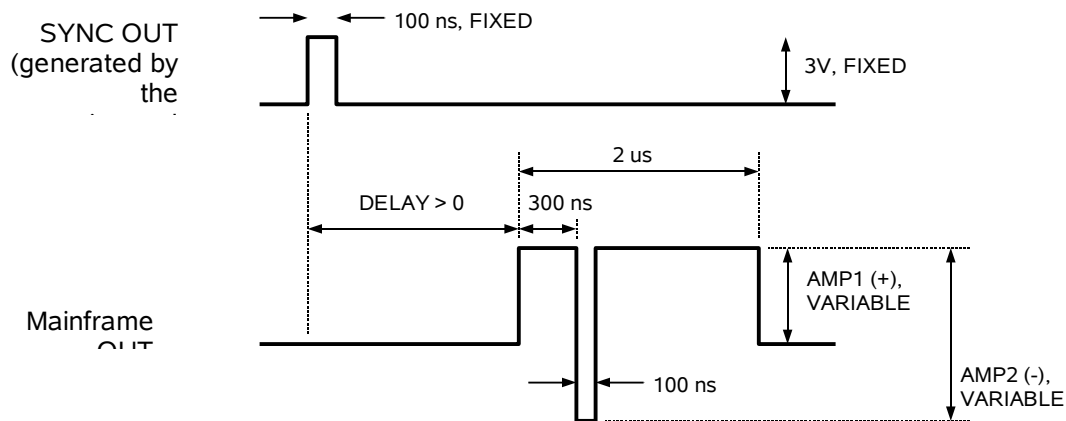 SYNC OUT
(generated by
the
100 ns, FIXED
3V, FIXED
2 us
DELAY > 0
300 ns
Mainframe
OUT
AMP1 (+),
VARIABLE
100 ns
AMP2 (-),
VARIABLE